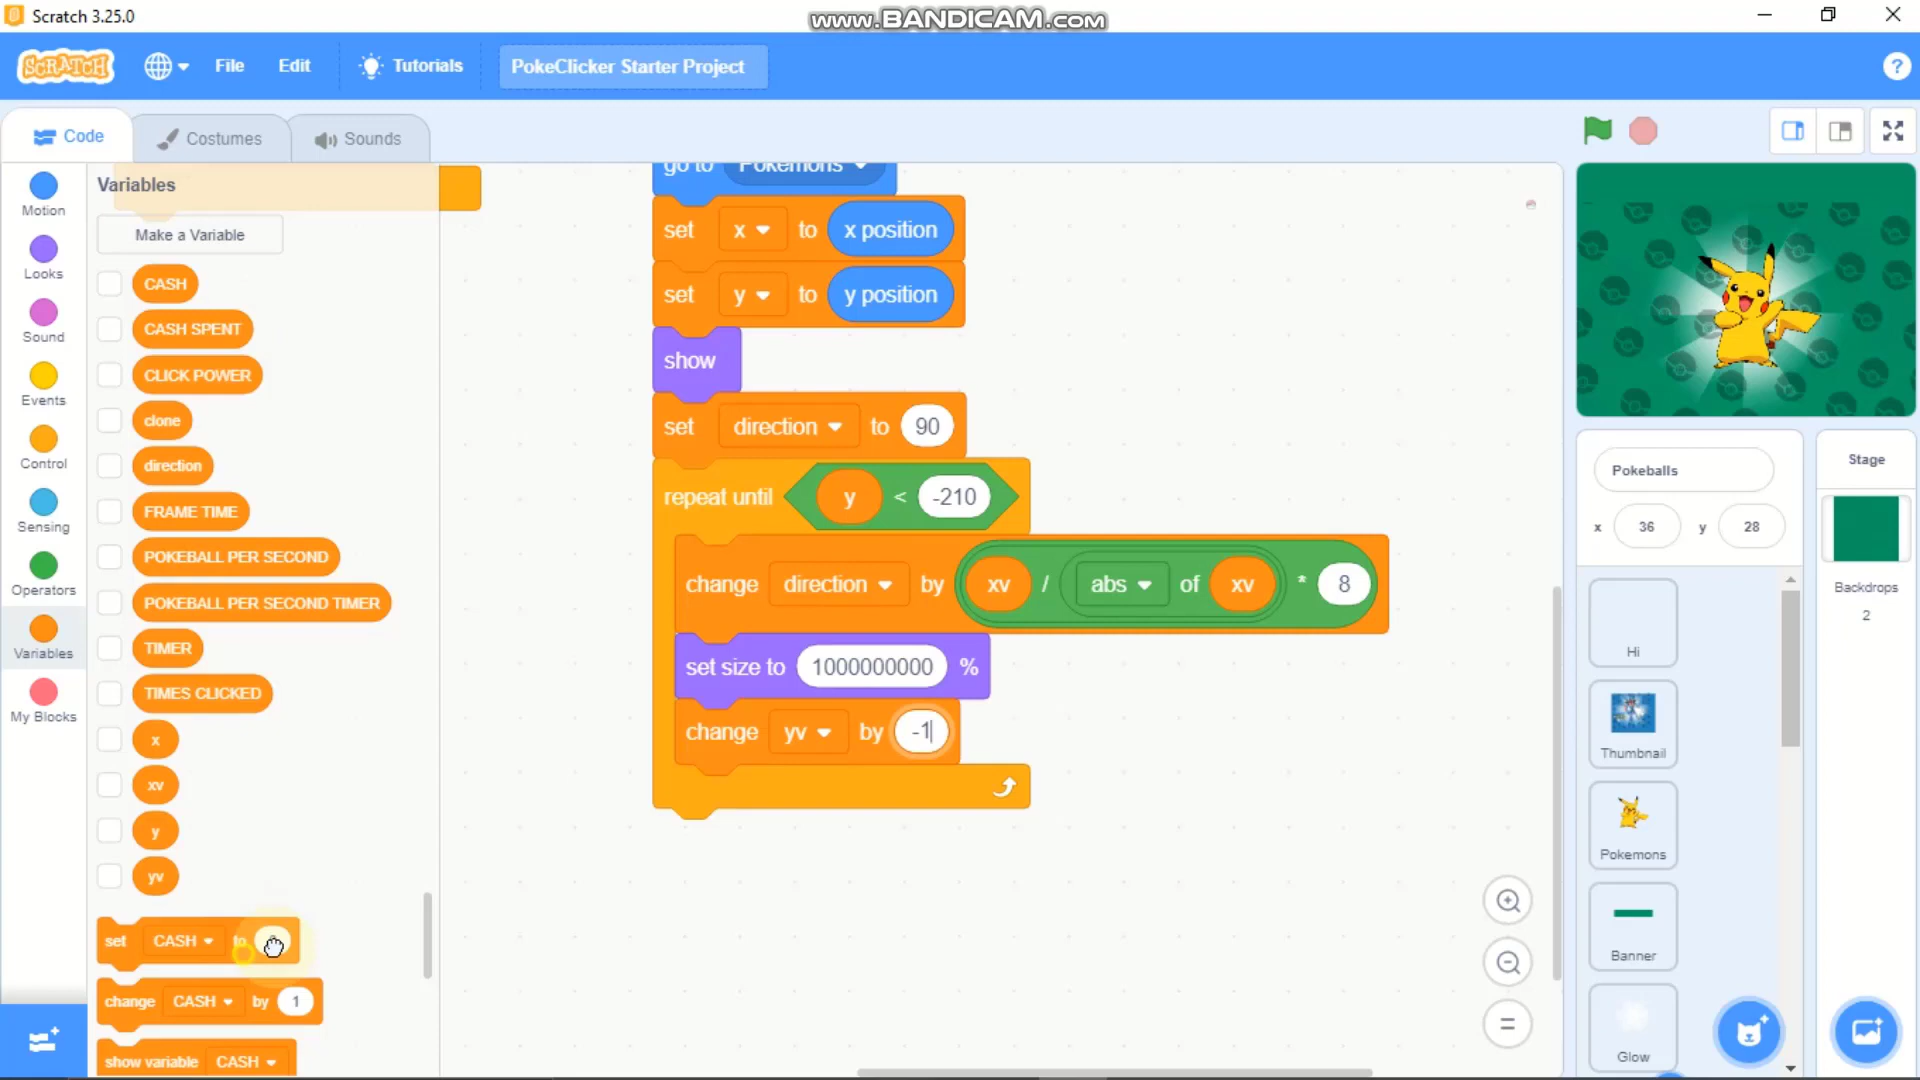 Scratch 3.25.0
www.BANDICAM.com
SCRATCH
File
Edit
Tutorials
PokeClicker Starter Project
Code
Costumes
Sounds
Motion
Looks
Sound
Events
Control
Sensing
Operators
Variables
My Blocks
Variables
Make a Variable
CASH
CASH SPENT
CLICK POWER
clone
direction
FRAME TIME
POKEBALL PER SECOND
POKEBALL PER SECOND TIMER
TIMER
TIMES CLICKED
x
xv
y
yv
set CASH to
change CASH by 1
show variable CASH
go to Pokemons
set x to x position
set y to y position
show
set direction to 90
repeat until y < -210
change direction by xv / abs of xv * 8
set size to 1000000000 %
change yv by -1
Pokeballs
x 36 y 28
Hi
Thumbnail
Pokemons
Banner
Glow
Stage
Backdrops
2